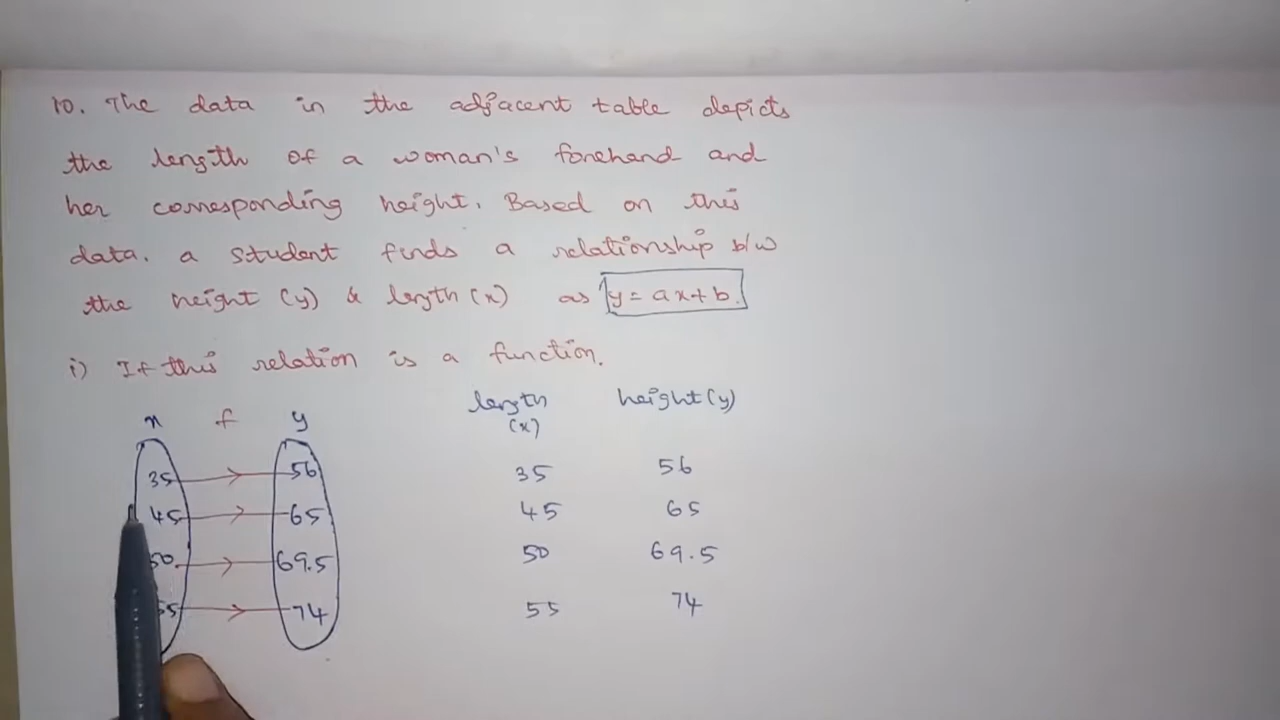 10. The data in the adjacent table depicts
the length of a woman's forehand and
her corresponding height. Based on this
data. a student finds a relationship b/w
the height (y) & length (x) as y = ax + b.
i) If this relation is a function.
x f y
35 56
45 65
50 69.5
55 74
length height (y)
(x)
35 56
45 65
50 69.5
55 74